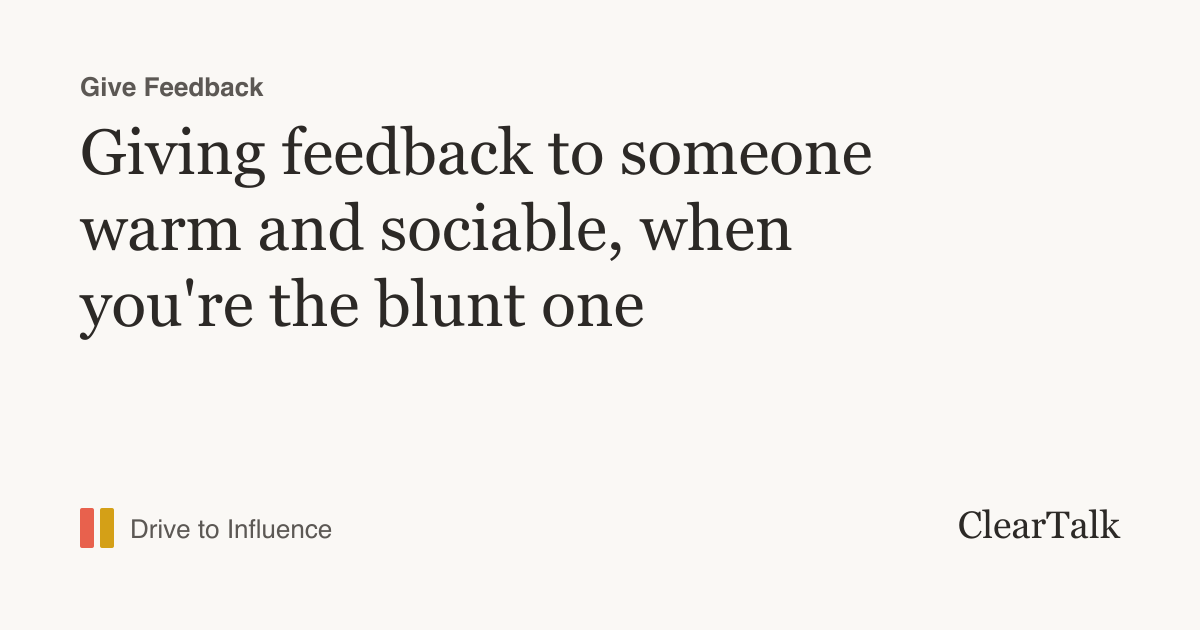 Give Feedback
Giving feedback to someone
warm and sociable, when
you're the blunt one
Drive to Influence
ClearTalk